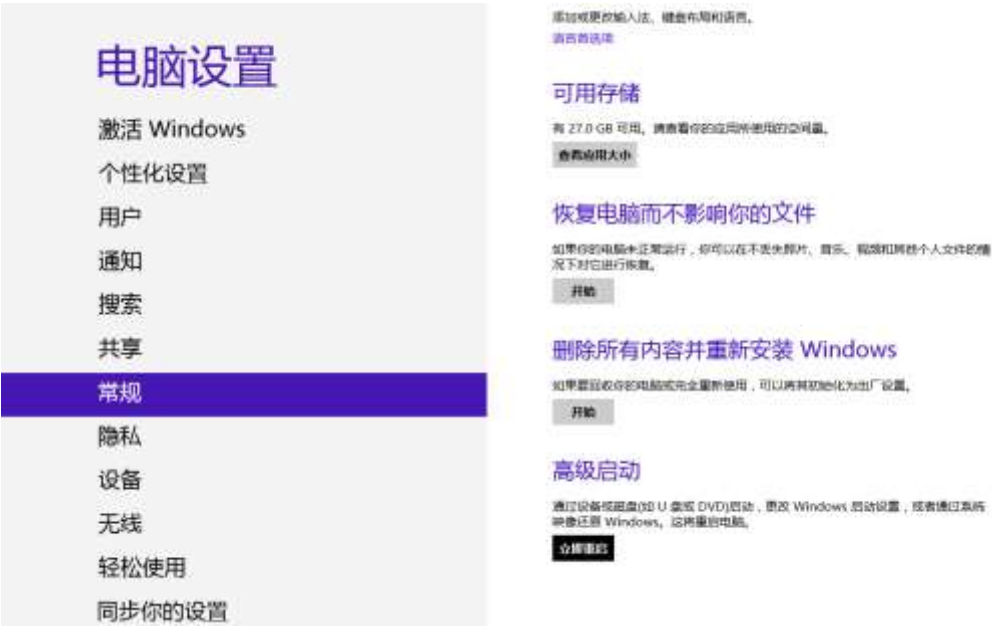 电脑设置
激活 Windows
个性化设置
用户
通知
搜索
共享
常规
隐私
设备
无线
轻松使用
同步你的设置
添加或更改输入法、键盘布局和语言。
语言首选项
可用存储
有 27.0 GB 可用。请查看你的应用所使用的空间量。
查看应用大小
恢复电脑而不影响你的文件
如果你的电脑未正常运行，你可以在不丢失照片、音乐、视频和其他个人文件的情
况下对它进行恢复。
开始
删除所有内容并重新安装 Windows
如果要回收你的电脑或完全重新使用，可以将其初始化为出厂设置。
开始
高级启动
通过设备或磁盘(如 U 盘或 DVD)启动，更改 Windows 启动设置，或者通过系统
映像还原 Windows。这将重启电脑。
立即重启